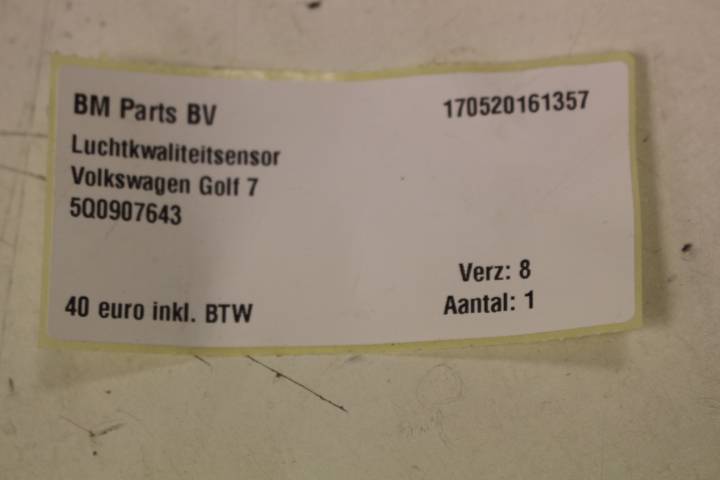 BM Parts BV
170520161357
Luchtkwaliteitsensor
Volkswagen Golf 7
5Q0907643
Verz: 8
40 euro inkl. BTW
Aantal: 1